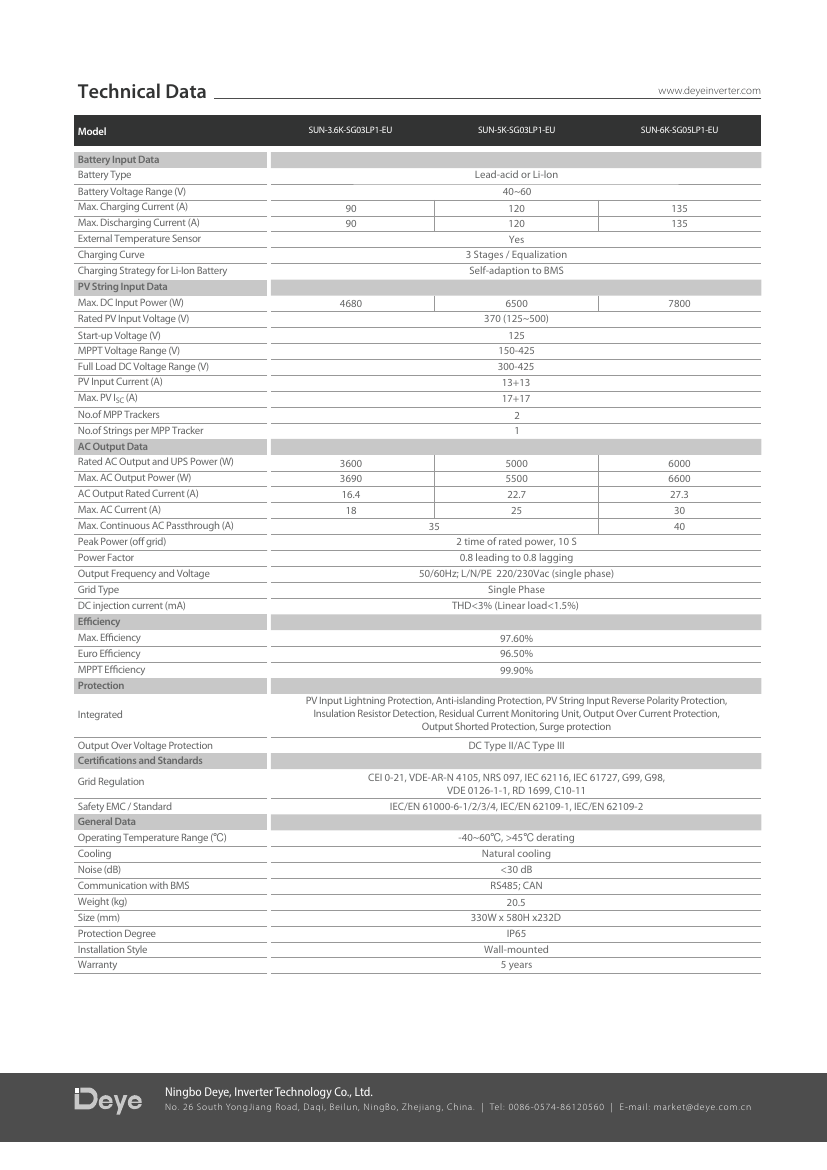 Technical Data
www.deyeinverter.com
Model SUN-3.6K-SG03LP1-EU SUN-5K-SG03LP1-EU SUN-6K-SG05LP1-EU
Battery Input Data
Battery Type Lead-acid or Li-Ion
Battery Voltage Range (V) 40~60
Max. Charging Current (A) 90 120 135
Max. Discharging Current (A) 90 120 135
External Temperature Sensor Yes
Charging Curve 3 Stages / Equalization
Charging Strategy for Li-Ion Battery Self-adaption to BMS
PV String Input Data
Max. DC Input Power (W) 4680 6500 7800
Rated PV Input Voltage (V) 370 (125~500)
Start-up Voltage (V) 125
MPPT Voltage Range (V) 150-425
Full Load DC Voltage Range (V) 300-425
PV Input Current (A) 13+13
Max. PV ISC (A) 17+17
No.of MPP Trackers 2
No.of Strings per MPP Tracker 1
AC Output Data
Rated AC Output and UPS Power (W) 3600 5000 6000
Max. AC Output Power (W) 3690 5500 6600
AC Output Rated Current (A) 16.4 22.7 27.3
Max. AC Current (A) 18 25 30
Max. Continuous AC Passthrough (A) 35 40
Peak Power (off grid) 2 time of rated power, 10 S
Power Factor 0.8 leading to 0.8 lagging
Output Frequency and Voltage 50/60Hz; L/N/PE 220/230Vac (single phase)
Grid Type Single Phase
DC injection current (mA) THD<3% (Linear load<1.5%)
Efficiency
Max. Efficiency 97.60%
Euro Efficiency 96.50%
MPPT Efficiency 99.90%
Protection
Integrated PV Input Lightning Protection, Anti-islanding Protection, PV String Input Reverse Polarity Protection,
Insulation Resistor Detection, Residual Current Monitoring Unit, Output Over Current Protection,
Output Shorted Protection, Surge protection
Output Over Voltage Protection DC Type II/AC Type III
Certifications and Standards
Grid Regulation CEI 0-21, VDE-AR-N 4105, NRS 097, IEC 62116, IEC 61727, G99, G98,
VDE 0126-1-1, RD 1699, C10-11
Safety EMC / Standard IEC/EN 61000-6-1/2/3/4, IEC/EN 62109-1, IEC/EN 62109-2
General Data
Operating Temperature Range (℃) -40~60℃, >45℃ derating
Cooling Natural cooling
Noise (dB) <30 dB
Communication with BMS RS485; CAN
Weight (kg) 20.5
Size (mm) 330W x 580H x232D
Protection Degree IP65
Installation Style Wall-mounted
Warranty 5 years
Deye
Ningbo Deye, Inverter Technology Co., Ltd.
No. 26 South YongJiang Road, Daqi, Beilun, NingBo, Zhejiang, China. | Tel: 0086-0574-86120560 | E-mail: market@deye.com.cn